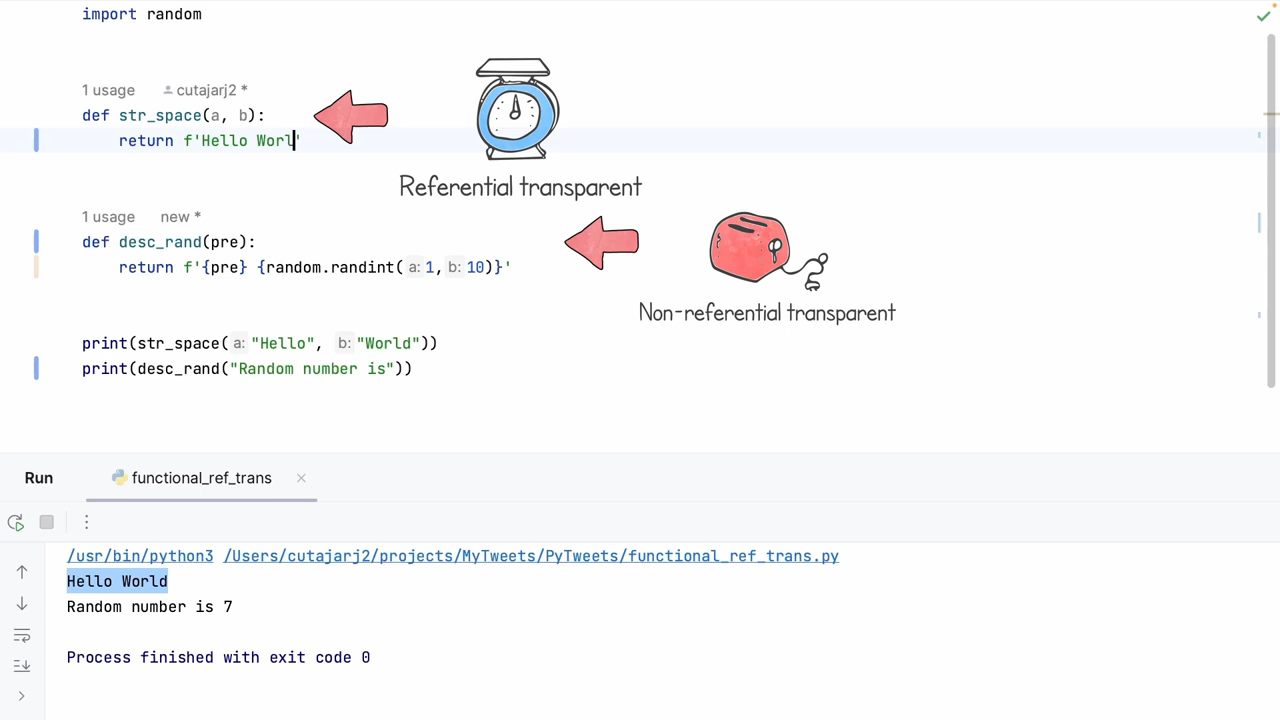 import random
1 usage cutajarj2 *
def str_space(a, b):
return f'Hello Worl'
Referential transparent
1 usage new *
def desc_rand(pre):
return f'{pre} {random.randint( a: 1, b: 10)}'
Non-referential transparent
print(str_space( a: "Hello", b: "World"))
print(desc_rand("Random number is"))
Run functional_ref_trans
/usr/bin/python3 /Users/cutajarj2/projects/MyTweets/PyTweets/functional_ref_trans.py
Hello World
Random number is 7
Process finished with exit code 0